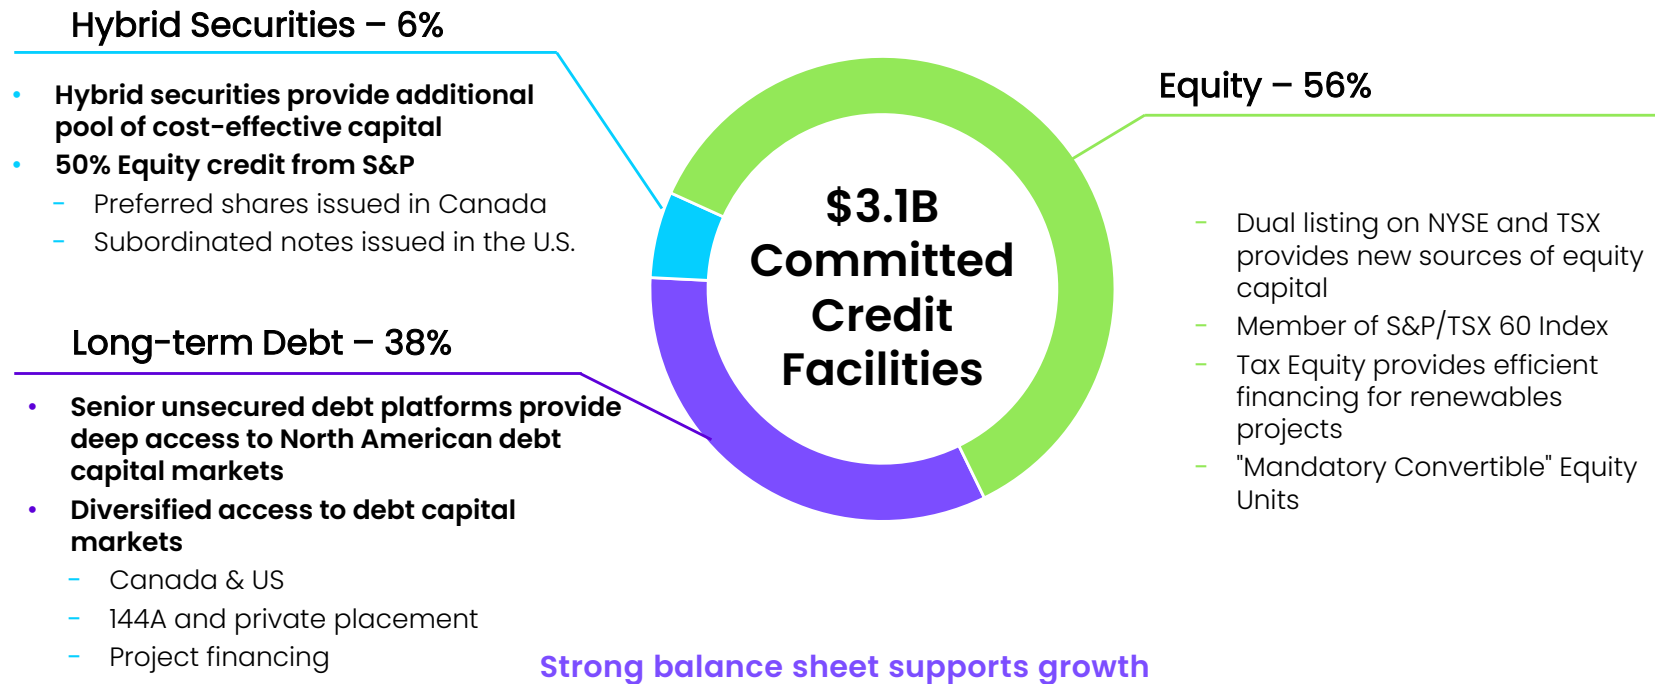 Hybrid Securities – 6%
• Hybrid securities provide additional
pool of cost-effective capital
• 50% Equity credit from S&P
- Preferred shares issued in Canada
- Subordinated notes issued in the U.S.
Long-term Debt – 38%
• Senior unsecured debt platforms provide
deep access to North American debt
capital markets
• Diversified access to debt capital
markets
- Canada & US
- 144A and private placement
- Project financing
$3.1B
Committed
Credit
Facilities
Equity – 56%
- Dual listing on NYSE and TSX
provides new sources of equity
capital
- Member of S&P/TSX 60 Index
- Tax Equity provides efficient
financing for renewables
projects
- "Mandatory Convertible" Equity
Units
Strong balance sheet supports growth